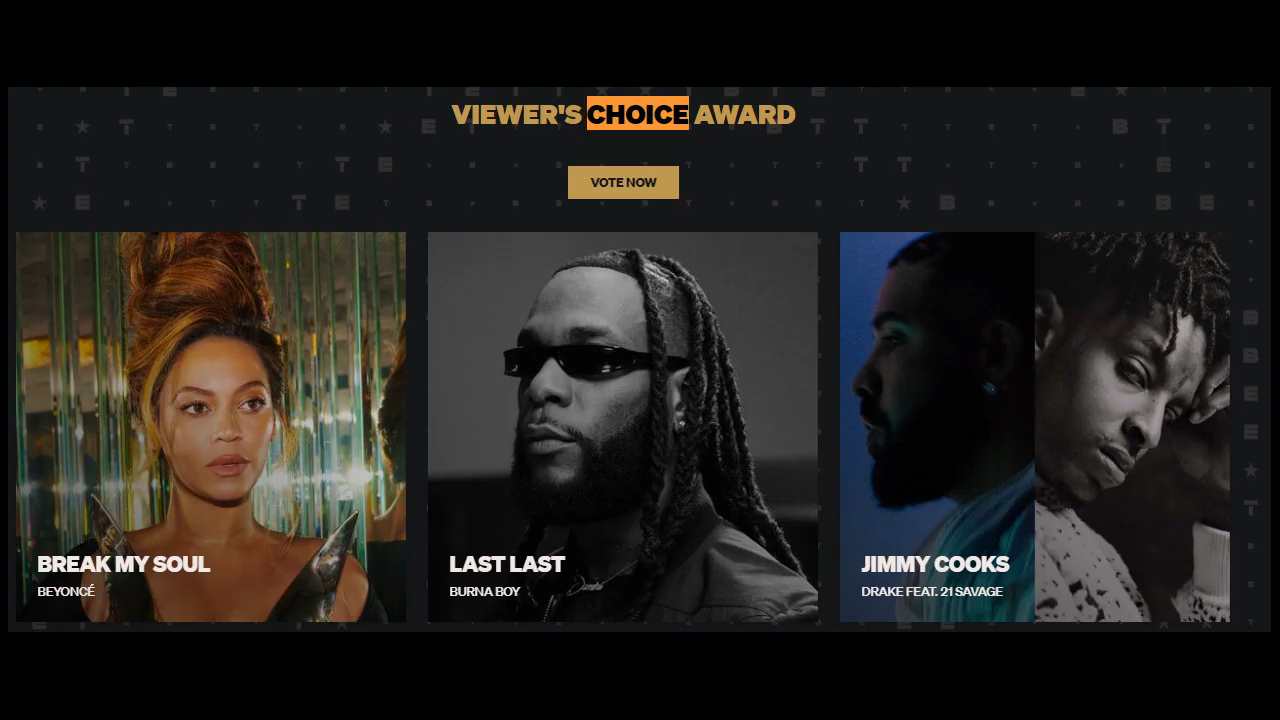 VIEWER'S CHOICE AWARD
VOTE NOW
BREAK MY SOUL
BEYONCÉ
LAST LAST
BURNA BOY
JIMMY COOKS
DRAKE FEAT. 21 SAVAGE